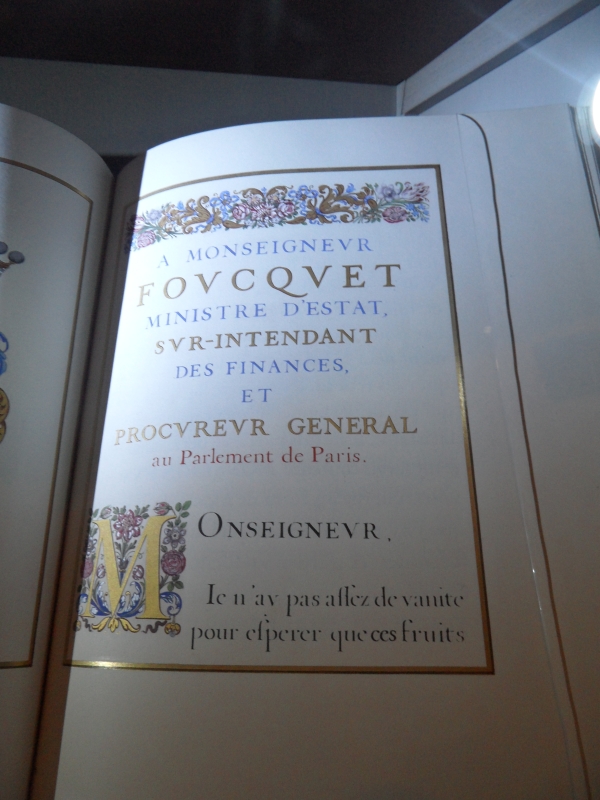 A MONSEIGNEVR
FOVCQVET
MINISTRE D'ESTAT,
SVR-INTENDANT
DES FINANCES,
ET
PROCVREVR GENERAL
au Parlement de Paris.
MONSEIGNEVR,
Ie n'ay pas aſſez de vanité
pour eſperer que ces fruits